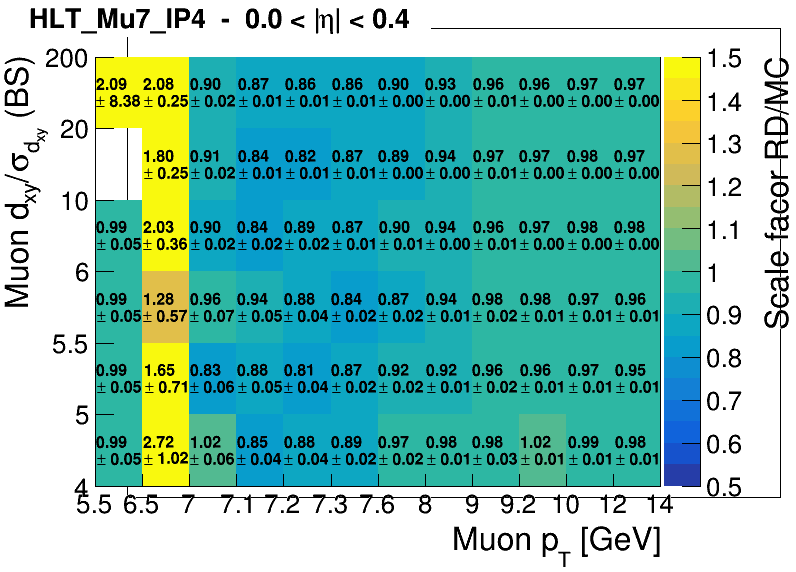 HLT_Mu7_IP4 - 0.0 < |η| < 0.4
Muon d_xy/σ_d_xy (BS)
200
20
10
6
5.5
5
4
2.09 2.08 0.90 0.87 0.86 0.86 0.90 0.93 0.96 0.96 0.97 0.97
± 8.38 ± 0.25 ± 0.02 ± 0.01 ± 0.01 ± 0.01 ± 0.00 ± 0.00 ± 0.00 ± 0.00 ± 0.00 ± 0.00
1.80 0.91 0.84 0.82 0.87 0.89 0.94 0.97 0.97 0.98 0.97
± 0.25 ± 0.02 ± 0.01 ± 0.01 ± 0.01 ± 0.00 ± 0.00 ± 0.00 ± 0.00 ± 0.00 ± 0.00
0.99 2.03 0.90 0.84 0.89 0.87 0.90 0.94 0.96 0.97 0.98 0.98
± 0.05 ± 0.36 ± 0.02 ± 0.02 ± 0.02 ± 0.01 ± 0.01 ± 0.00 ± 0.00 ± 0.00 ± 0.00 ± 0.00
0.99 1.28 0.96 0.94 0.88 0.84 0.87 0.94 0.98 0.98 0.97 0.96
± 0.05 ± 0.57 ± 0.07 ± 0.05 ± 0.04 ± 0.02 ± 0.02 ± 0.01 ± 0.02 ± 0.01 ± 0.01 ± 0.01
0.99 1.65 0.83 0.88 0.81 0.87 0.92 0.92 0.96 0.96 0.97 0.95
± 0.05 ± 0.71 ± 0.06 ± 0.05 ± 0.04 ± 0.02 ± 0.02 ± 0.01 ± 0.02 ± 0.01 ± 0.01 ± 0.01
0.99 2.72 1.02 0.85 0.88 0.89 0.97 0.98 0.98 1.02 0.99 0.98
± 0.05 ± 1.02 ± 0.06 ± 0.04 ± 0.04 ± 0.02 ± 0.02 ± 0.01 ± 0.03 ± 0.01 ± 0.01 ± 0.01
5.5 6.5 7 7.1 7.2 7.3 7.6 8 9 9.2 10 12 14
Muon p_T [GeV]
1.5
1.4
1.3
1.2
1.1
1
0.9
0.8
0.7
0.6
0.5
Scale facor RD/MC